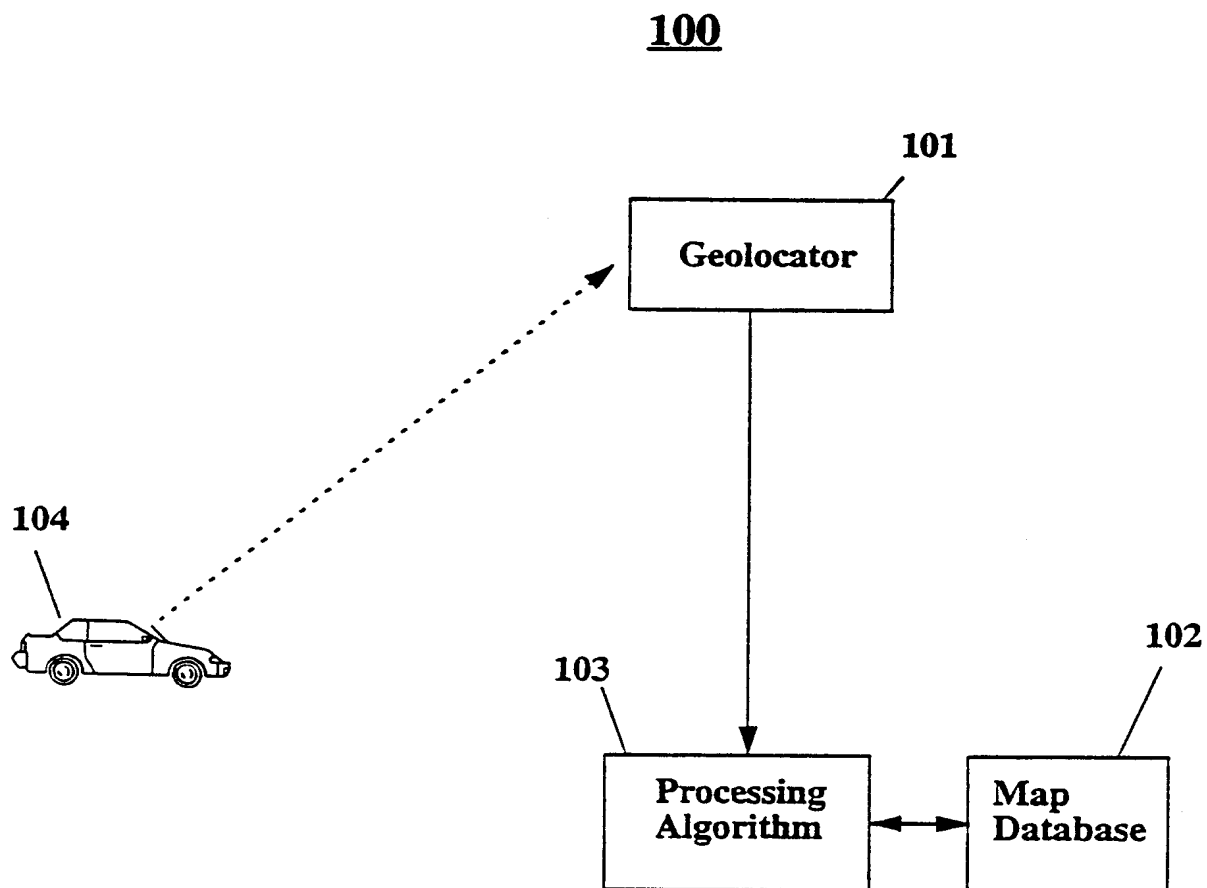 100
101
Geolocator
104
103
102
Processing
Algorithm
Map
Database